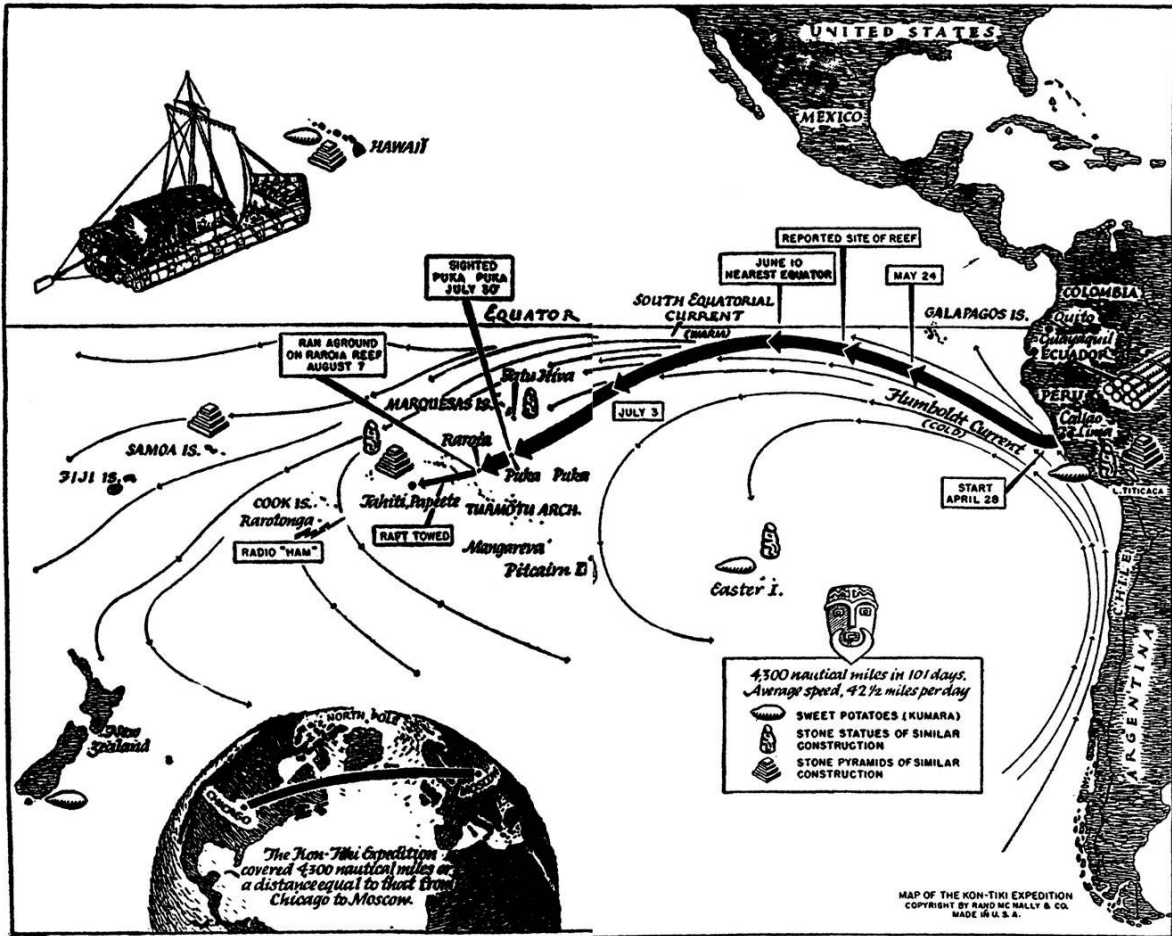 UNITED STATES
MEXICO
HAWAII
REPORTED SITE OF REEF
JUNE 10
NEAREST EQUATOR
MAY 24
SIGHTED
PUKA PUKA
JULY 30
COLOMBIA
SOUTH EQUATORIAL
CURRENT
(WARM)
EQUATOR
GALAPAGOS IS.
Quito
Guayaquil
ECUADOR
RAN AGROUND
ON RAROIA REEF
AUGUST 7
Fatu Hiva
MARQUESAS IS.
JULY 3
PERU
Humboldt Current
(COLD)
Callao
Lima
SAMOA IS.
Raroia
Puka Puka
FIJI IS.
START
APRIL 28
L. TITICACA
COOK IS.
Rarotonga
Tahiti, Papeete
TUAMOTU ARCH.
RAFT TOWED
RADIO "HAM"
Mangareva
Pitcairn I
Easter I.
CHILE
ARGENTINA
4,300 nautical miles in 101 days.
Average speed, 42½ miles per day
SWEET POTATOES (KUMARA)
STONE STATUES OF SIMILAR
CONSTRUCTION
STONE PYRAMIDS OF SIMILAR
CONSTRUCTION
New
Zealand
NORTH POLE
CHICAGO
The Kon-Tiki Expedition
covered 4300 nautical miles or
a distance equal to that from
Chicago to Moscow.
MAP OF THE KON-TIKI EXPEDITION
COPYRIGHT BY RAND MCNALLY & CO.
MADE IN U.S.A.